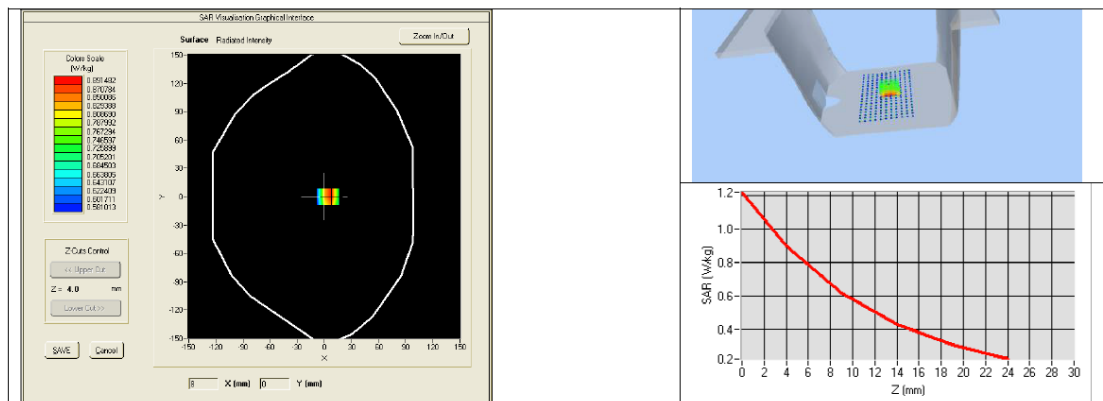 SAR Visualisation Graphical Interface
Surface Radiated Intensity
Zoom In/Out
Colors Scale
(W/kg)
0.891482
0.870784
0.850085
0.829388
0.808690
0.787992
0.767294
0.746597
0.725899
0.705201
0.684503
0.663805
0.643107
0.622409
0.601711
0.581013
Z-Cuts Control
<< Upper Cut
Z = 4.0 mm
Lower Cut >>
SAVE Cancel
150
120
90
60
30
0
-30
-60
-90
-120
-150
Y
-150 -120 -90 -60 -30 0 30 60 90 120 150
X
8 X (mm) 0 Y (mm)
1.2
1.0
0.8
0.6
0.4
0.2
SAR (W/kg)
0 2 4 6 8 10 12 14 16 18 20 22 24 26 28 30
Z (mm)